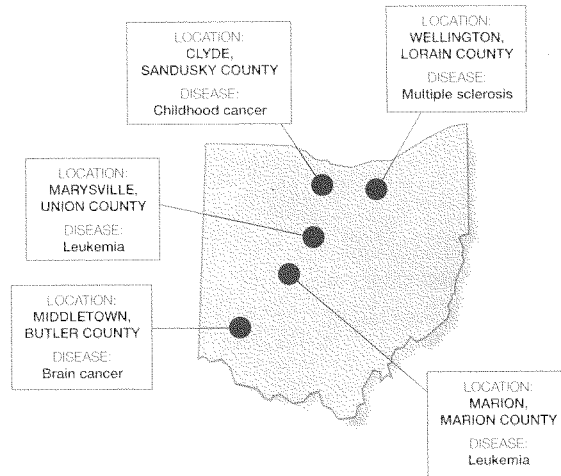 LOCATION:
CLYDE,
SANDUSKY COUNTY
DISEASE:
Childhood cancer
LOCATION:
WELLINGTON,
LORAIN COUNTY
DISEASE:
Multiple sclerosis
LOCATION:
MARYSVILLE,
UNION COUNTY
DISEASE:
Leukemia
LOCATION:
MIDDLETOWN,
BUTLER COUNTY
DISEASE:
Brain cancer
LOCATION:
MARION,
MARION COUNTY
DISEASE:
Leukemia